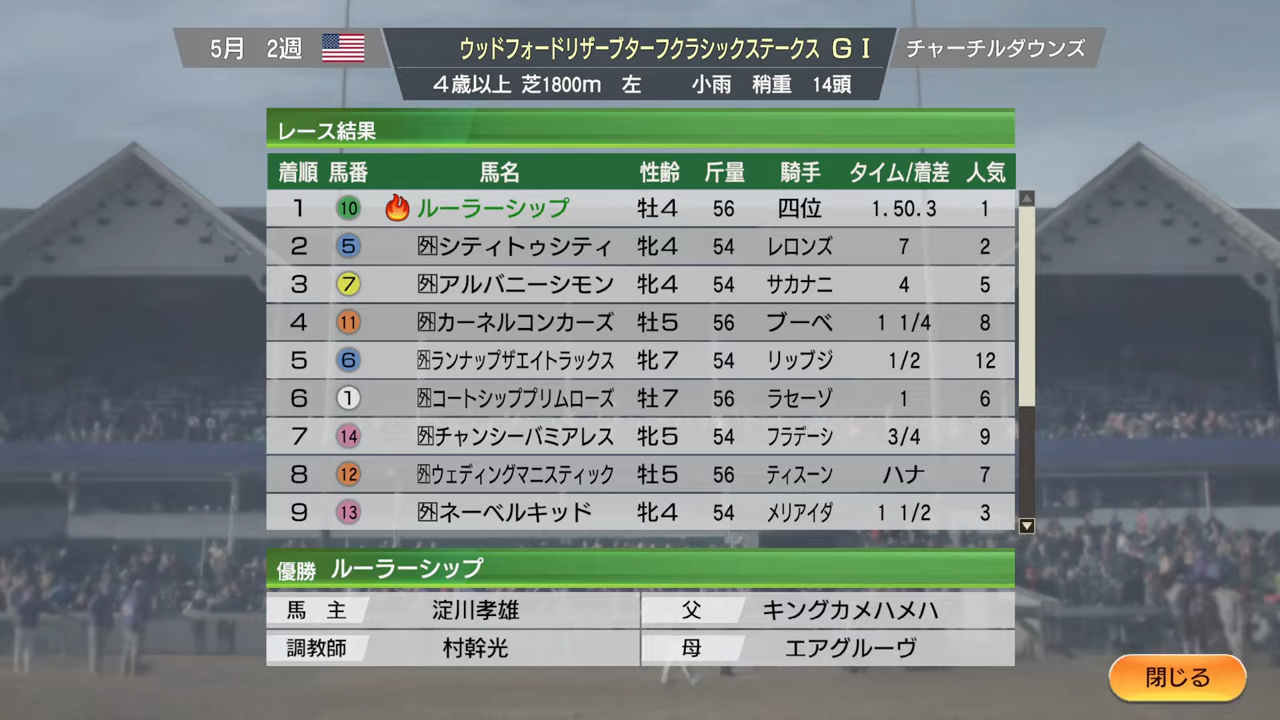 5月 2週 ウッドフォードリザーブターフクラシックステークス GⅠ チャーチルダウンズ
4歳以上 芝1800m 左 小雨 稍重 14頭
レース結果
着順 馬番 馬名 性齢 斤量 騎手 タイム/着差 人気
1 10 ルーラーシップ 牡4 56 四位 1.50.3 1
2 5 外シティトゥシティ 牝4 54 レロンズ 7 2
3 7 外アルバニーシモン 牝4 54 サカナニ 4 5
4 11 外カーネルコンカーズ 牡5 56 ブーベ 1 1/4 8
5 6 外ランナップザエイトラックス 牝7 54 リップジ 1/2 12
6 1 外コートシップププリムローズ 牡7 56 ラセーゾ 1 6
7 14 外チャンシーバミアレス 牝5 54 フラデーシ 3/4 9
8 12 外ウェディングマニスティック 牡5 56 ティスーン ハナ 7
9 13 外ネーベルキッド 牝4 54 メリアイダ 1 1/2 3
優勝 ルーラーシップ
馬主 淀川孝雄 父 キングカメハメハ
調教師 村幹光 母 エアグルーヴ
閉じる